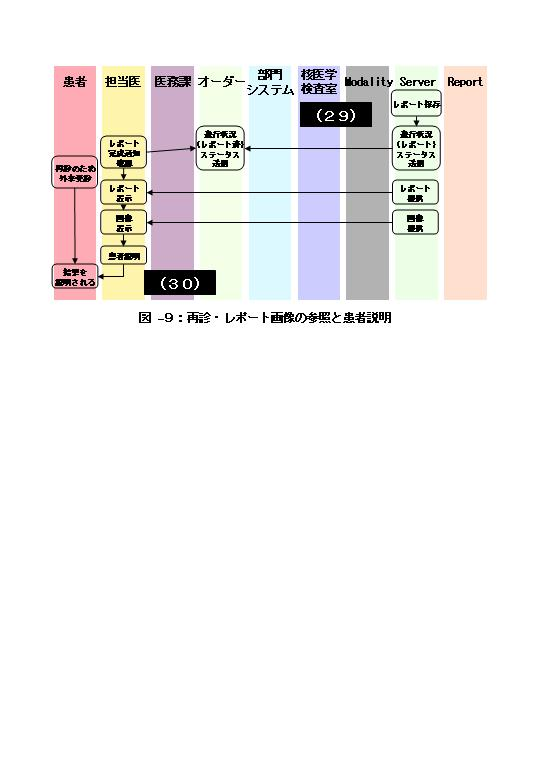 患者
担当医
医務課
オーダー
部門
システム
核医学
検査室
Modality
Server
Report
レポート保存
（２９）
進行状況
(レポート済)
ステータス
送信
進行状況
(レポート)
ステータス
送信
レポート
完成通知
確認
再診のため
外来受診
レポート
表示
レポート
提供
画像
表示
画像
提供
患者説明
結果を
説明される
（３０）
図 -９：再診・レポート画像の参照と患者説明